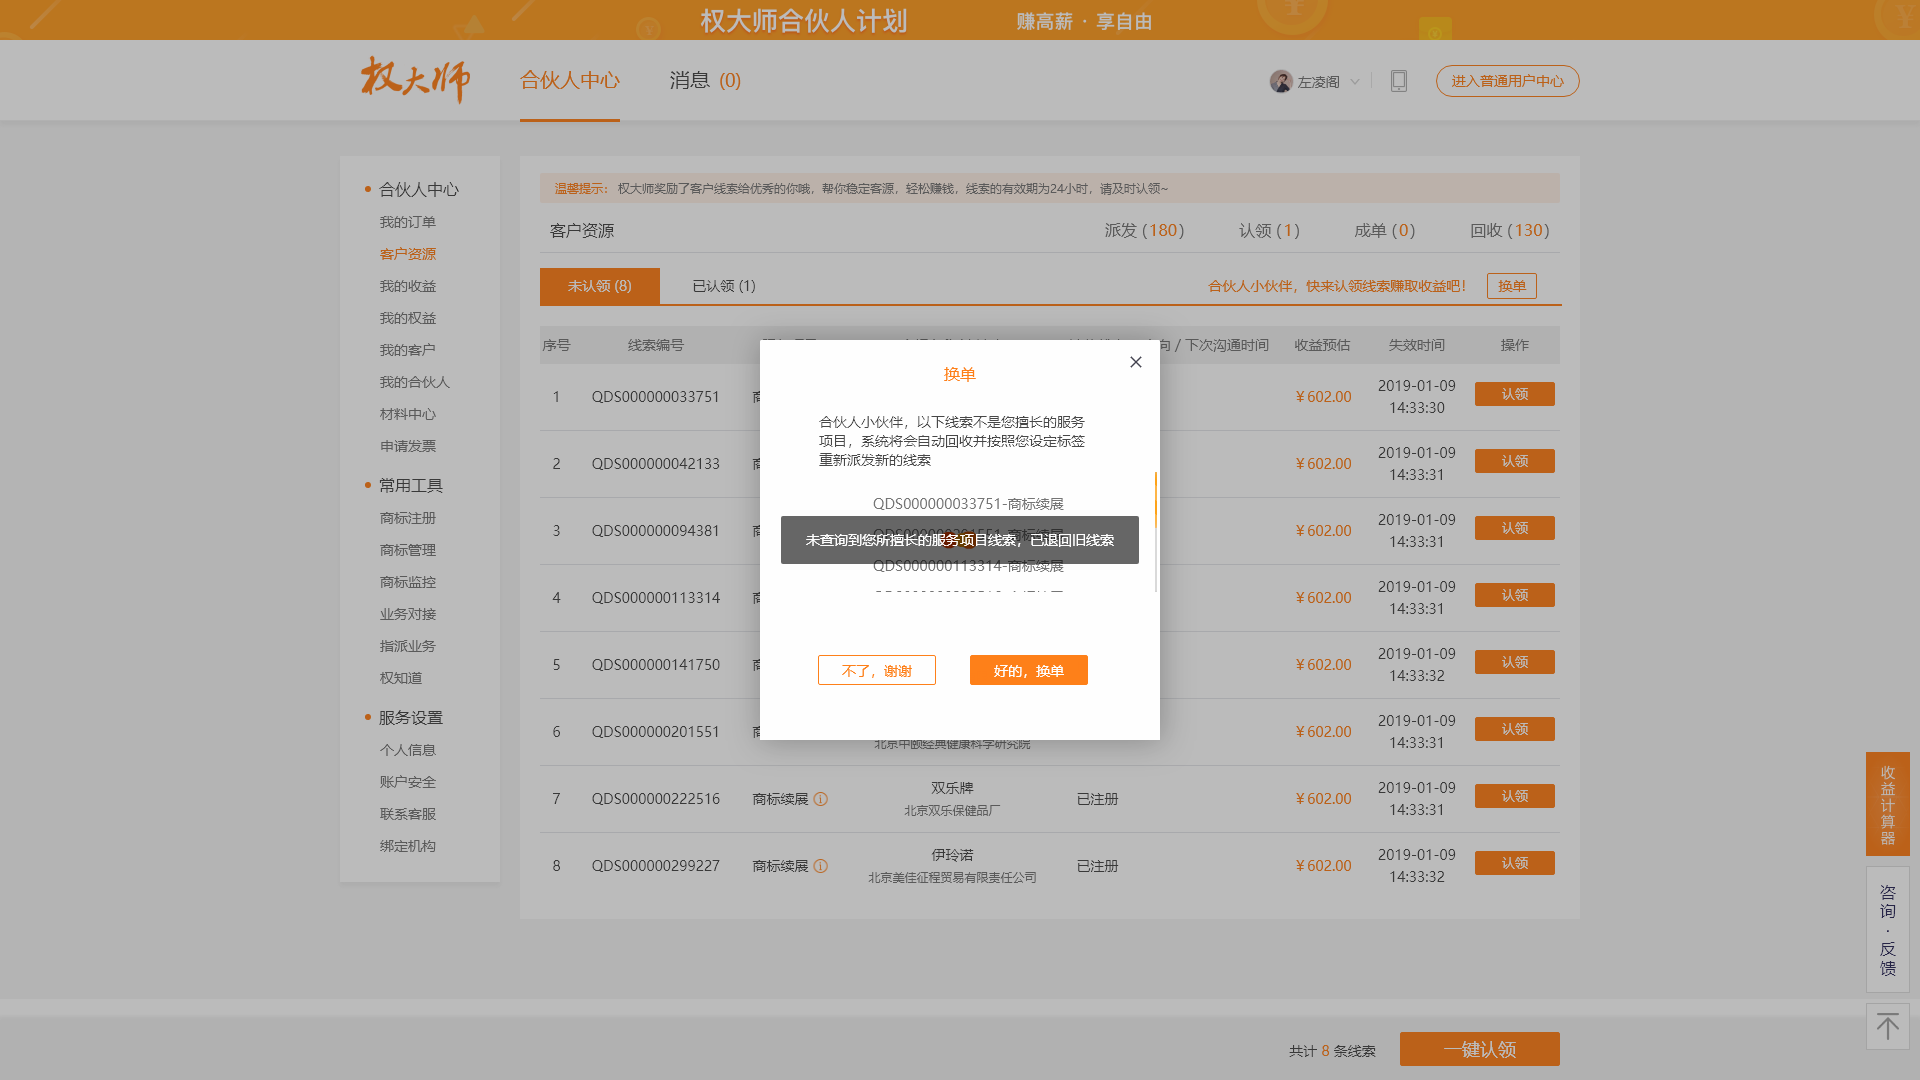 权大师合伙人计划
赚高薪 · 享自由
权大师
合伙人中心
消息 (0)
左凌阁
进入普通用户中心
合伙人中心
我的订单
客户资源
我的收益
我的权益
我的客户
我的合伙人
材料中心
申请发票
常用工具
商标注册
商标管理
商标监控
业务对接
指派业务
权知道
服务设置
个人信息
账户安全
联系客服
绑定机构
温馨提示: 权大师奖励了客户线索给优秀的你哦，帮你稳定客源，轻松赚钱，线索的有效期为24小时，请及时认领~
客户资源
派发 (180)
认领 (1)
成单 (0)
回收 (130)
未认领 (8)
已认领 (1)
合伙人小伙伴，快来认领线索赚取收益吧!
换单
序号 线索编号 向 / 下次沟通时间 收益预估 失效时间 操作
1 QDS000000033751 ¥602.00 2019-01-09 14:33:30 认领
2 QDS000000042133 ¥602.00 2019-01-09 14:33:31 认领
3 QDS000000094381 ¥602.00 2019-01-09 14:33:31 认领
4 QDS000000113314 ¥602.00 2019-01-09 14:33:31 认领
5 QDS000000141750 ¥602.00 2019-01-09 14:33:32 认领
6 QDS000000201551 北京中颐经典健康科学研究院 ¥602.00 2019-01-09 14:33:31 认领
7 QDS000000222516 商标续展 双乐牌 北京双乐保健品厂 已注册 ¥602.00 2019-01-09 14:33:31 认领
8 QDS000000299227 商标续展 伊玲诺 北京美佳征程贸易有限责任公司 已注册 ¥602.00 2019-01-09 14:33:32 认领
换单
合伙人小伙伴，以下线索不是您擅长的服务
项目，系统将会自动回收并按照您设定标签
重新派发新的线索
QDS000000033751-商标续展
未查询到您所擅长的服务项目线索，已退回旧线索
QDS000000113314-商标续展
不了，谢谢
好的，换单
收益计算器
咨询·反馈
共计 8 条线索
一键认领